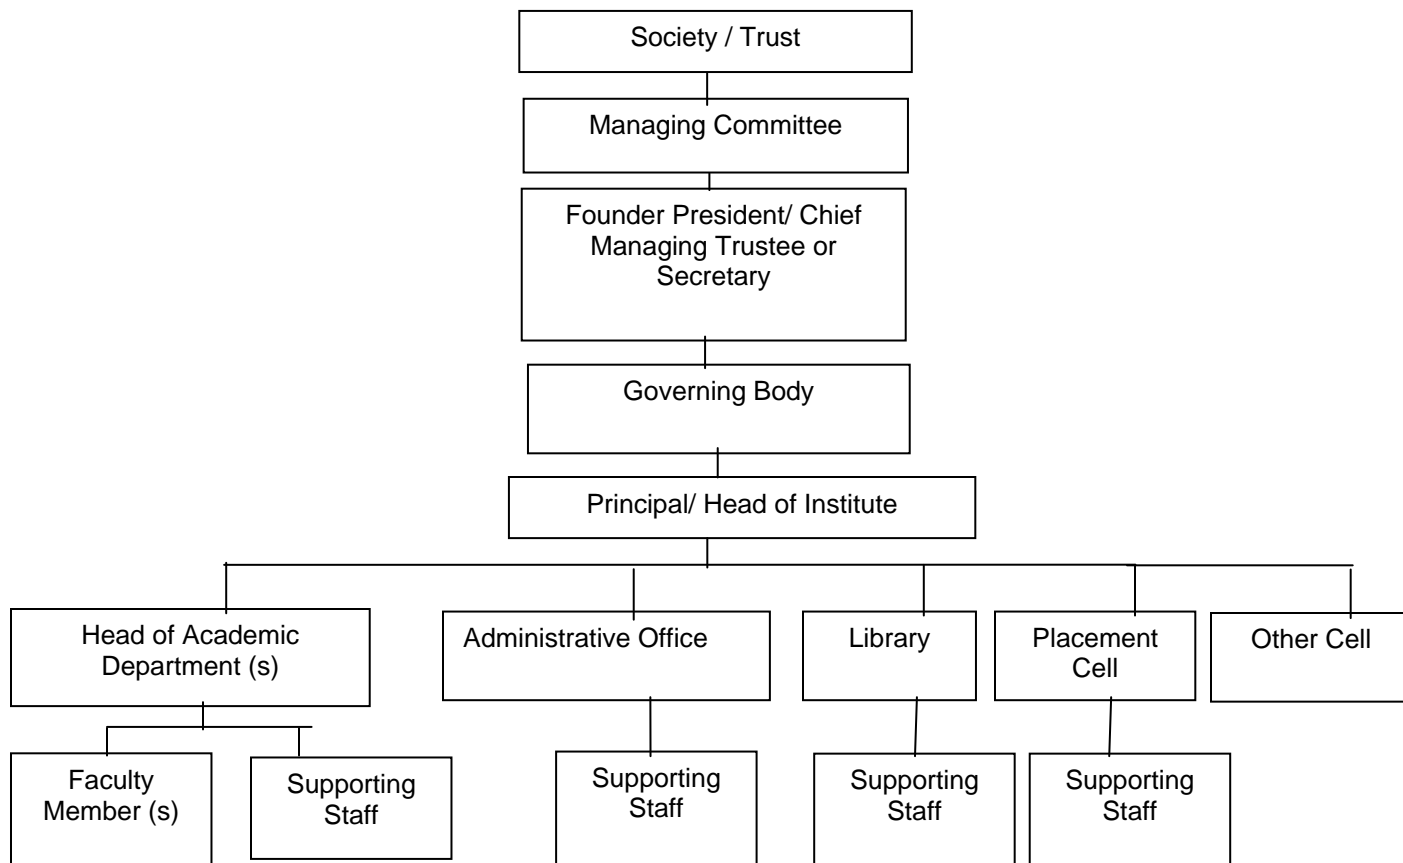 Society / Trust
Managing Committee
Founder President/ Chief
Managing Trustee or
Secretary
Governing Body
Principal/ Head of Institute
Head of Academic
Department (s)
Administrative Office
Library
Placement
Cell
Other Cell
Faculty
Member (s)
Supporting
Staff
Supporting
Staff
Supporting
Staff
Supporting
Staff